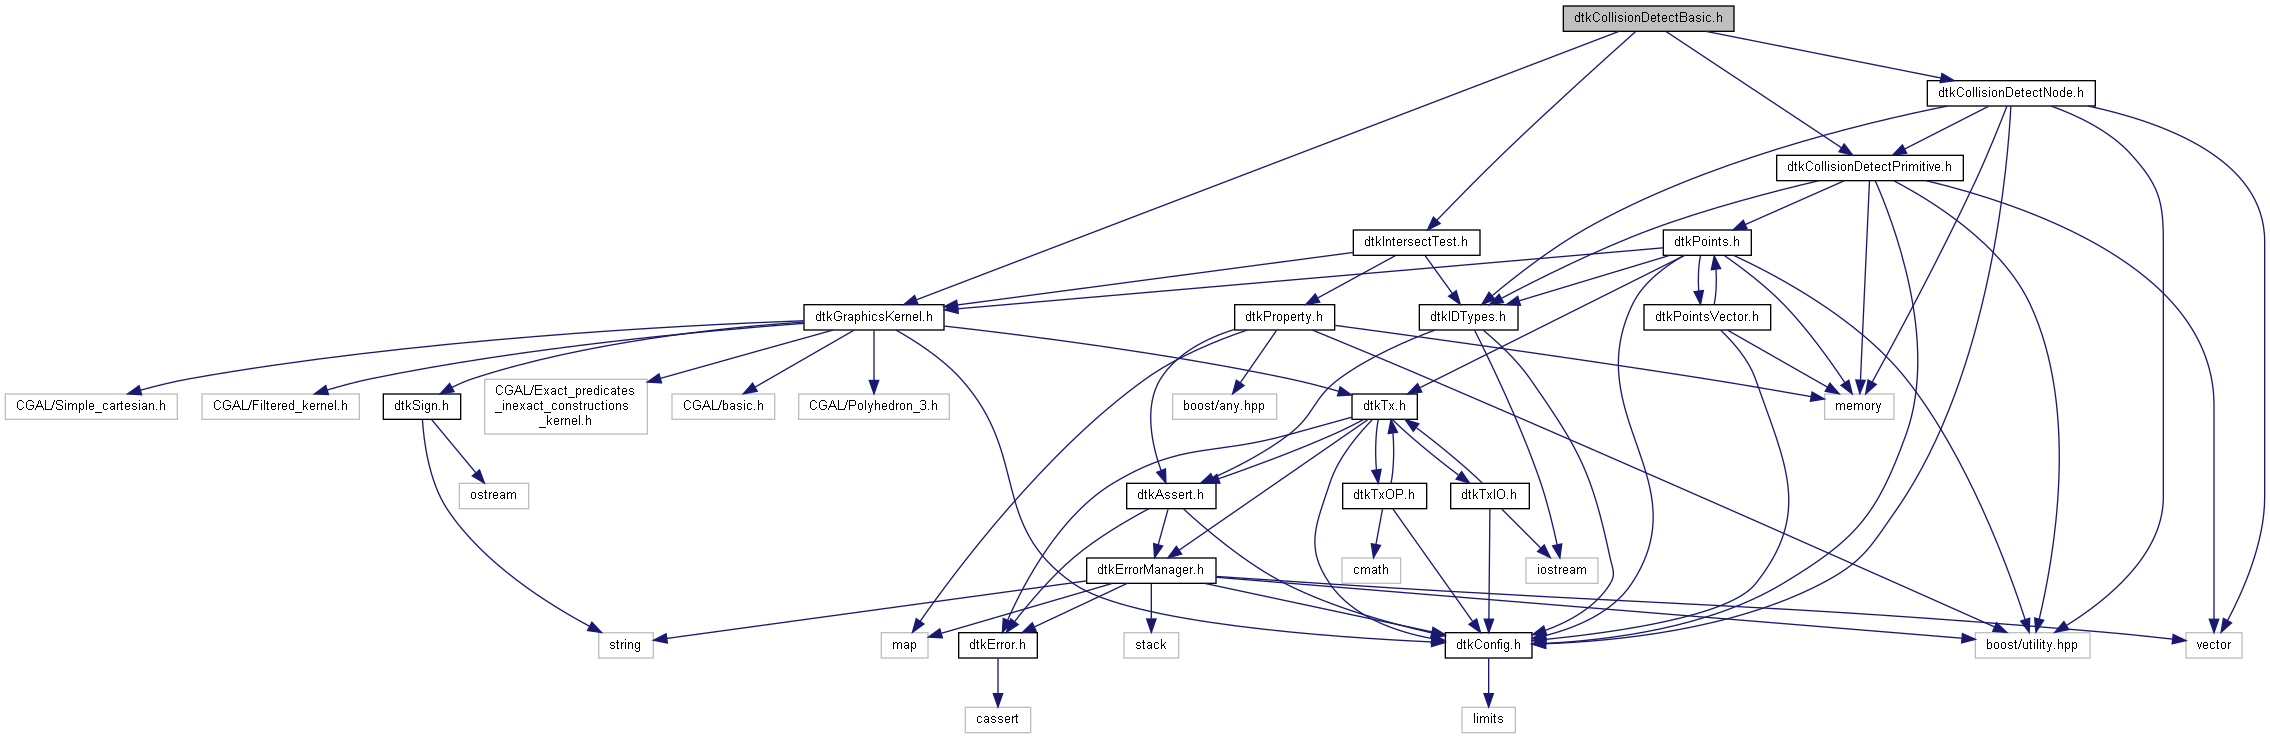 dtkCollisionDetectBasic.h
dtkCollisionDetectNode.h
dtkCollisionDetectPrimitive.h
dtkIntersectTest.h
dtkPoints.h
dtkGraphicsKernel.h
dtkProperty.h
dtkIDTypes.h
dtkPointsVector.h
CGAL/Simple_cartesian.h
CGAL/Filtered_kernel.h
dtkSign.h
CGAL/Exact_predicates
_inexact_constructions
_kernel.h
CGAL/basic.h
CGAL/Polyhedron_3.h
boost/any.hpp
dtkTx.h
memory
ostream
dtkAssert.h
dtkTxOP.h
dtkTxIO.h
dtkErrorManager.h
cmath
iostream
string
map
dtkError.h
stack
dtkConfig.h
boost/utility.hpp
vector
cassert
limits